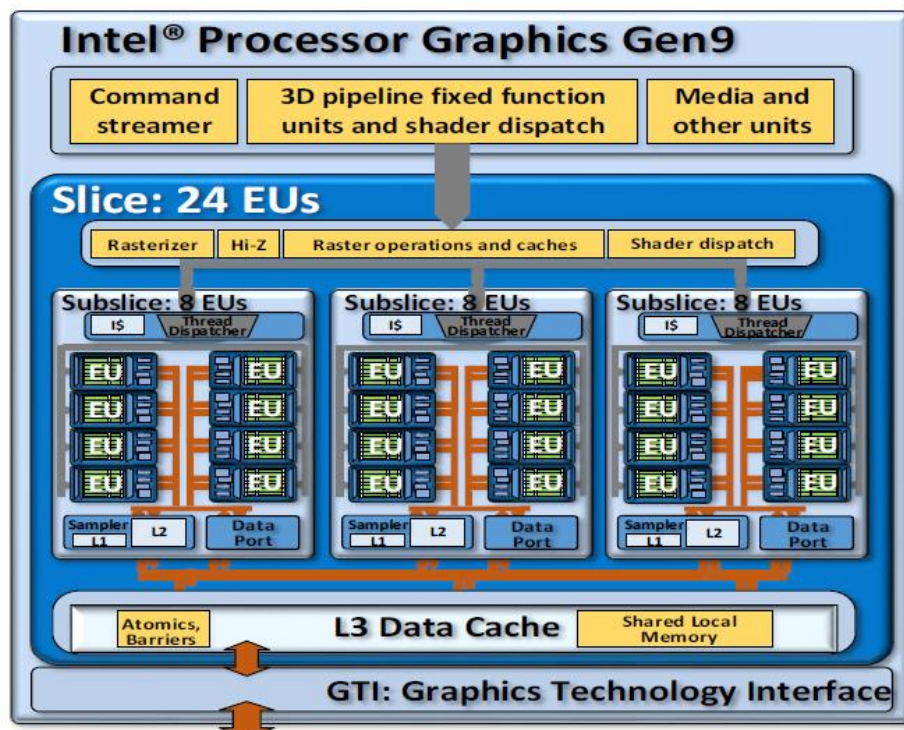 Intel® Processor Graphics Gen9
Command
streamer
3D pipeline fixed function
units and shader dispatch
Media and
other units
Slice: 24 EUs
Rasterizer
Hi-Z
Raster operations and caches
Shader dispatch
Subslice: 8 EUs
I$
Thread
Dispatcher
EU
EU
EU
EU
EU
EU
EU
EU
Sampler
L1
L2
Data
Port
Subslice: 8 EUs
I$
Thread
Dispatcher
EU
EU
EU
EU
EU
EU
EU
EU
Sampler
L1
L2
Data
Port
Subslice: 8 EUs
I$
Thread
Dispatcher
EU
EU
EU
EU
EU
EU
EU
EU
Sampler
L1
L2
Data
Port
Atomics,
Barriers
L3 Data Cache
Shared Local
Memory
GTI: Graphics Technology Interface